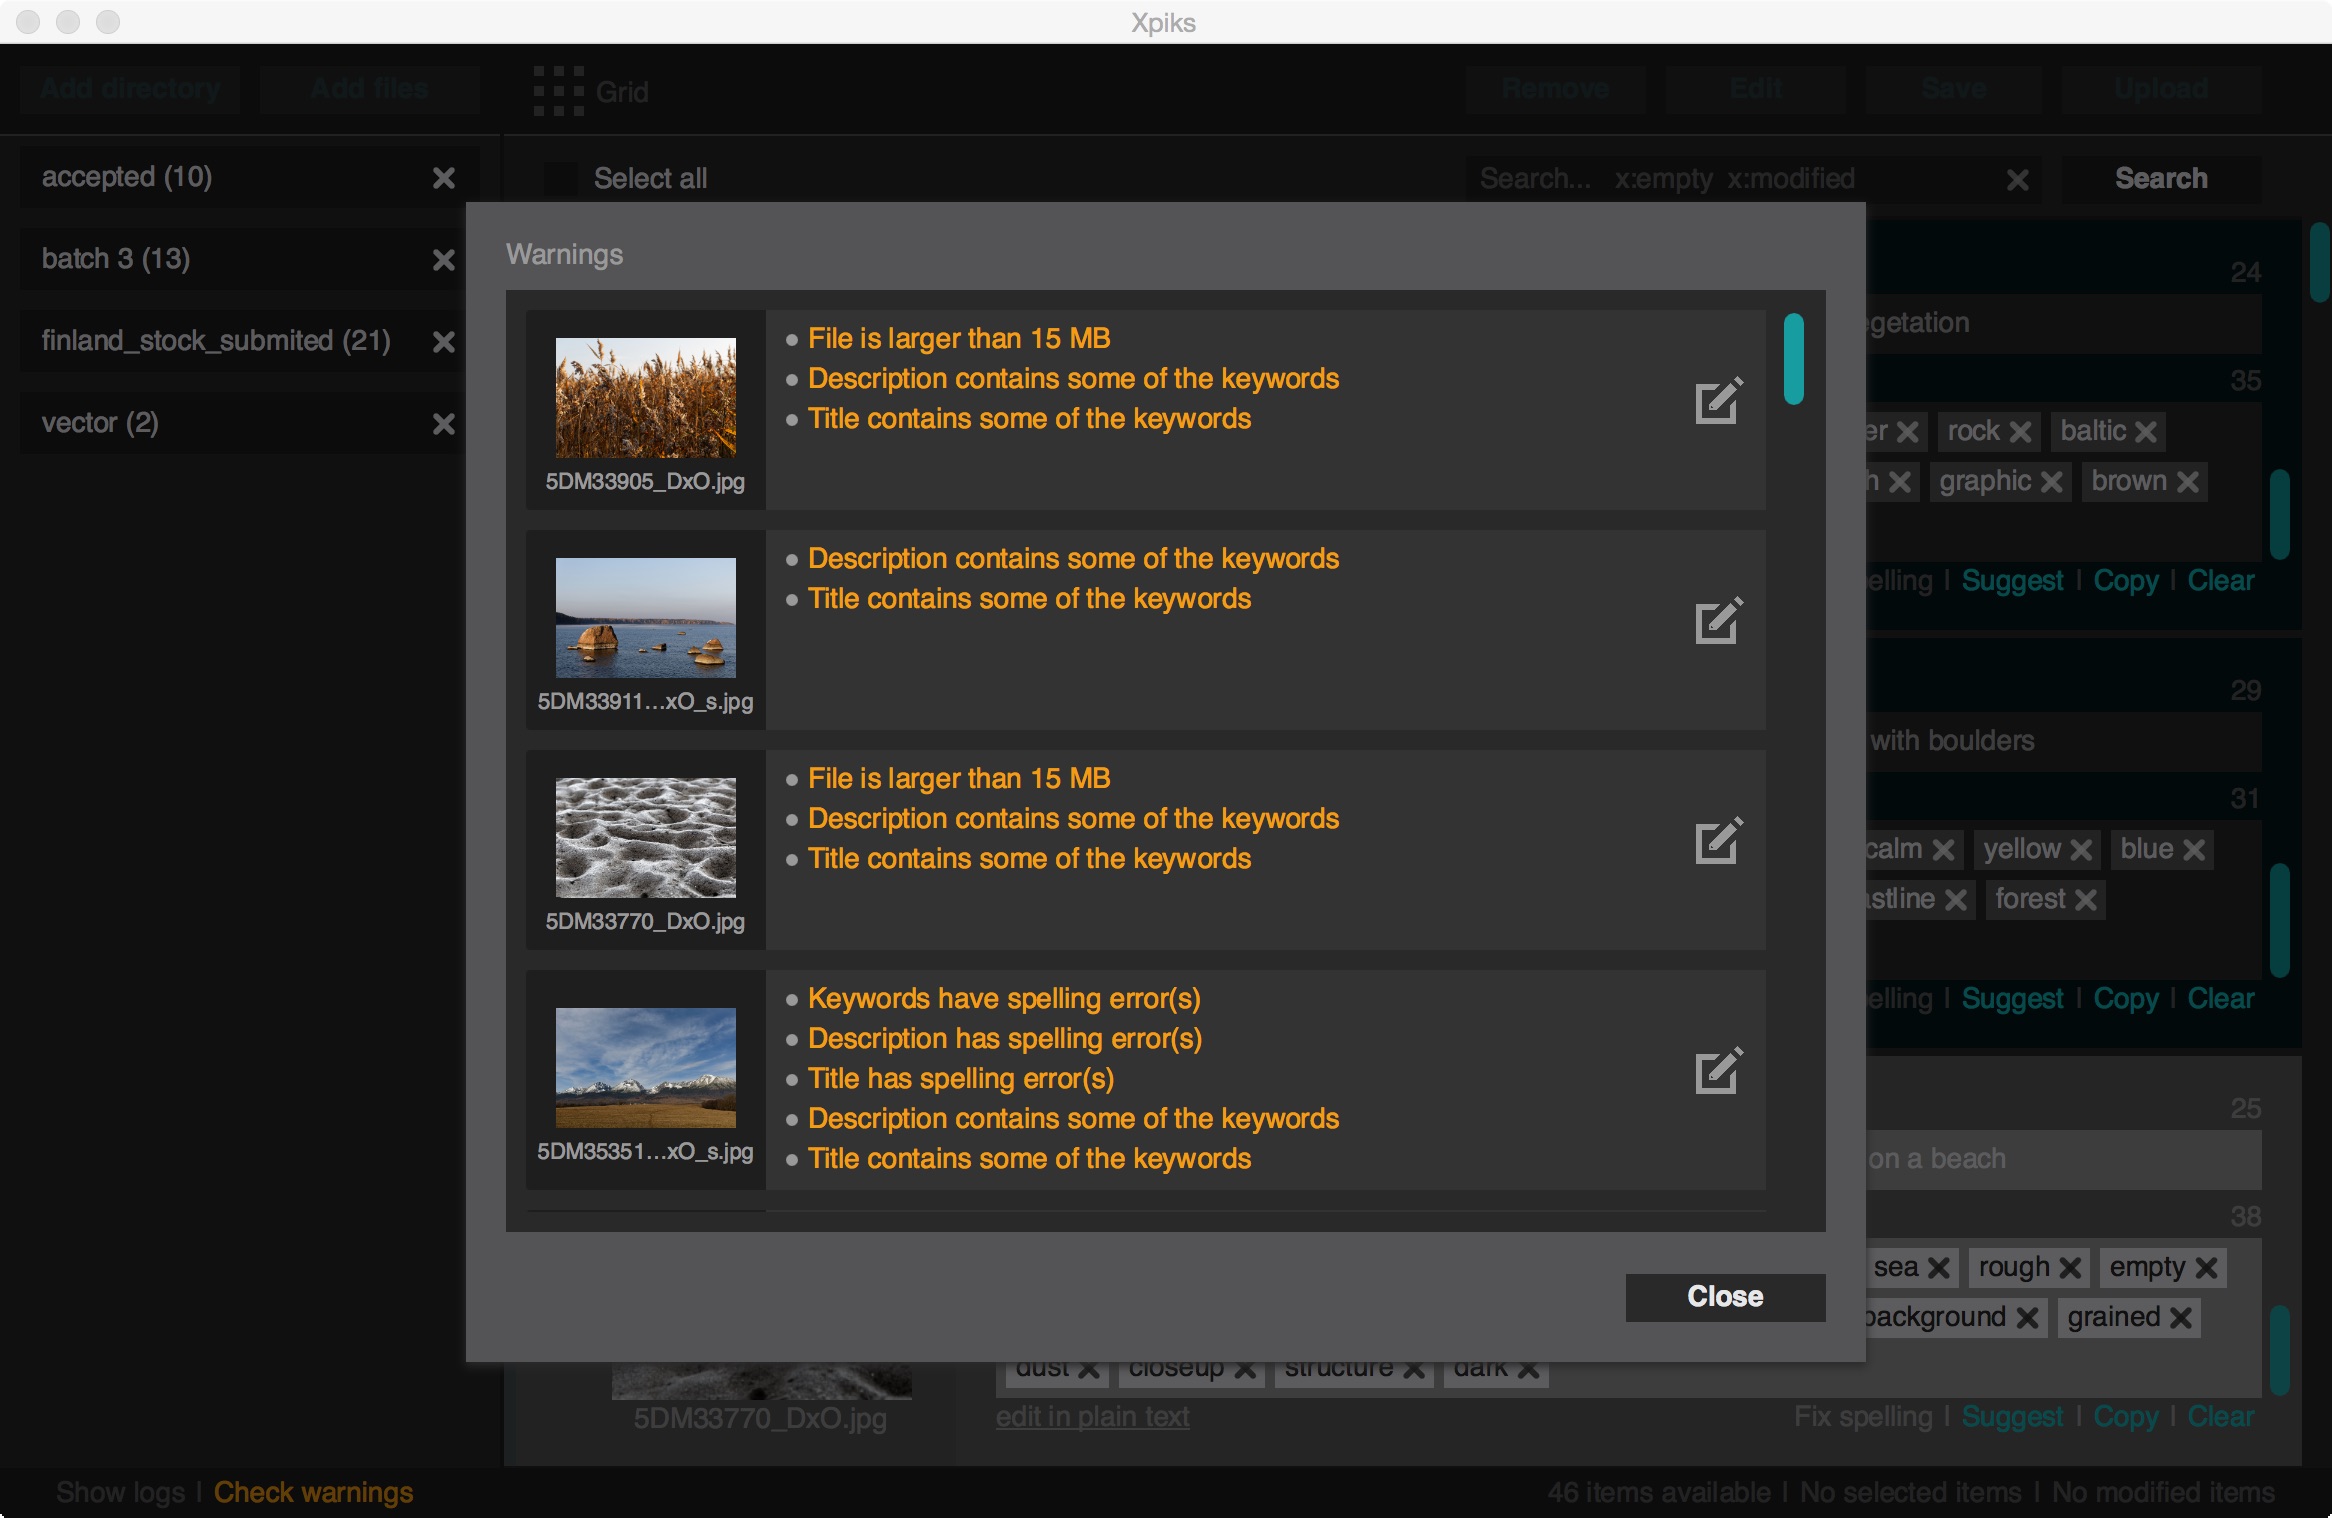 Xpiks
Add directory
Add files
Grid
Remove
Edit
Save
Upload
accepted (10)
batch 3 (13)
finland_stock_submited (21)
vector (2)
Select all
Search... x:empty x:modified
Search
Warnings
File is larger than 15 MB
Description contains some of the keywords
Title contains some of the keywords
5DM33905_DxO.jpg
Description contains some of the keywords
Title contains some of the keywords
5DM33911...xO_s.jpg
File is larger than 15 MB
Description contains some of the keywords
Title contains some of the keywords
5DM33770_DxO.jpg
Keywords have spelling error(s)
Description has spelling error(s)
Title has spelling error(s)
Description contains some of the keywords
Title contains some of the keywords
5DM35351...xO_s.jpg
Close
24
egetation
35
er rock baltic
h graphic brown
elling | Suggest | Copy | Clear
29
with boulders
31
calm yellow blue
astline forest
elling | Suggest | Copy | Clear
25
on a beach
38
sea rough empty
background grained
dust closeup structure dark
5DM33770_DxO.jpg
edit in plain text
Fix spelling | Suggest | Copy | Clear
Show logs | Check warnings
46 items available | No selected items | No modified items